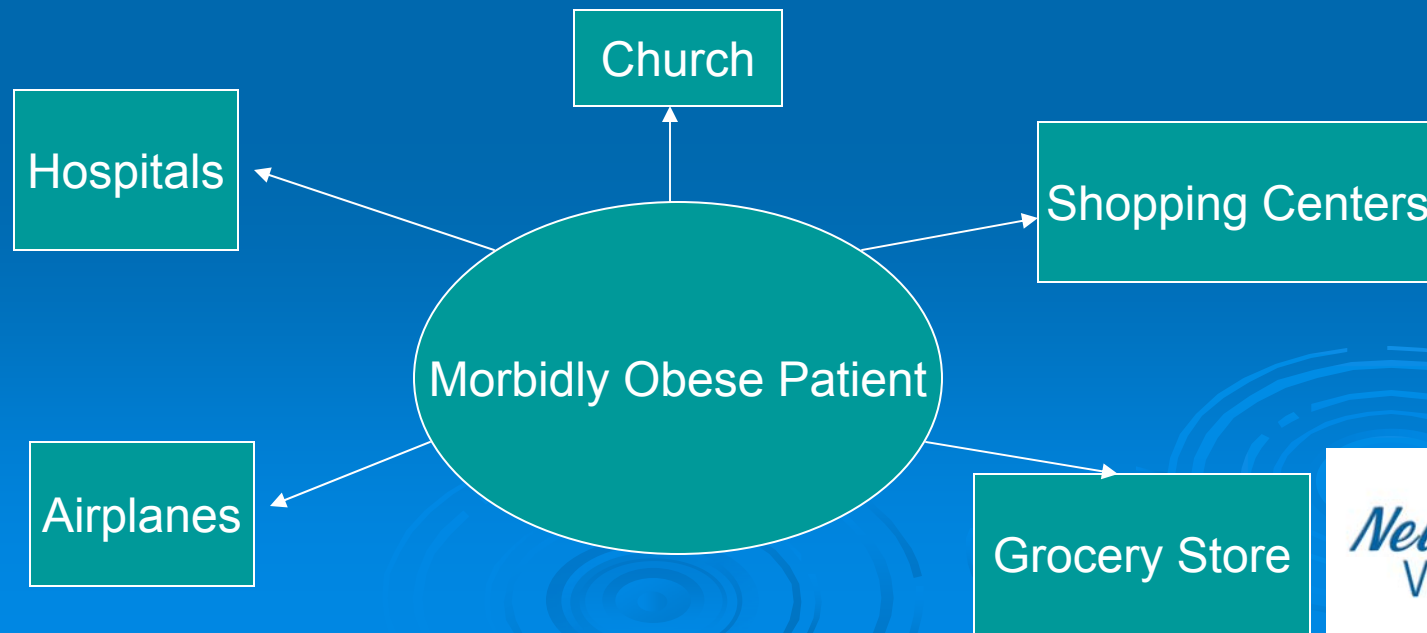 Church
Hospitals
Shopping Centers
Morbidly Obese Patient
Airplanes
Grocery Store